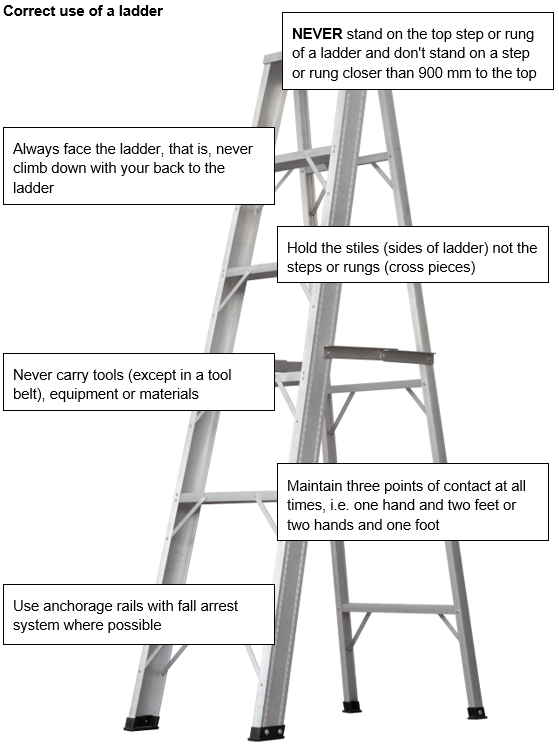 Correct use of a ladder
NEVER stand on the top step or rung
of a ladder and don't stand on a step
or rung closer than 900 mm to the top
Always face the ladder, that is, never
climb down with your back to the
ladder
Hold the stiles (sides of ladder) not the
steps or rungs (cross pieces)
Never carry tools (except in a tool
belt), equipment or materials
Maintain three points of contact at all
times, i.e. one hand and two feet or
two hands and one foot
Use anchorage rails with fall arrest
system where possible